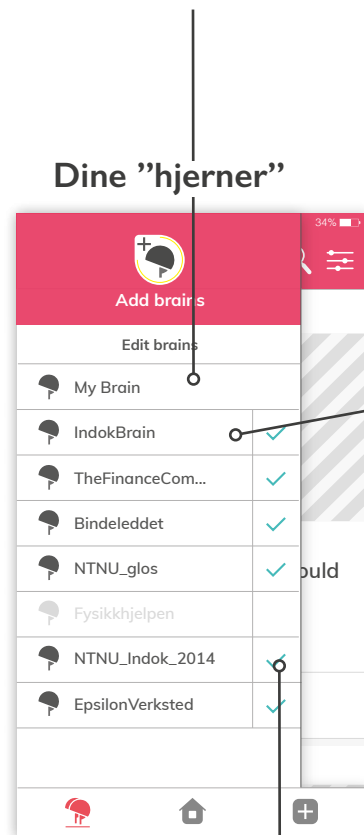 Dine ”hjerner”
34%
Add brains
Edit brains
My Brain
IndokBrain
TheFinanceCom...
Bindeleddet
NTNU_glos
ould
Fysikkhjelpen
NTNU_Indok_2014
EpsilonVerksted